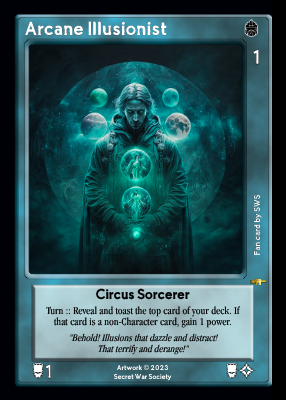 Arcane Illusionist
1
Fan card by SWS
Circus Sorcerer
Turn :: Reveal and toast the top card of your deck. If
that card is a non-Character card, gain 1 power.
"Behold! Illusions that dazzle and distract!
That terrify and derange!"
1
Artwork © 2023
Secret War Society